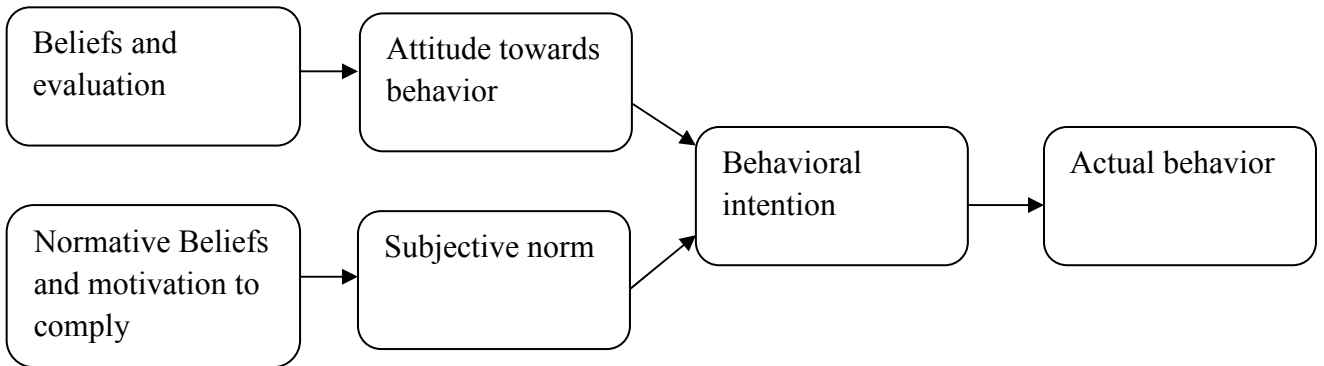 Beliefs and
evaluation
Attitude towards
behavior
Normative Beliefs
and motivation to
comply
Subjective norm
Behavioral
intention
Actual behavior